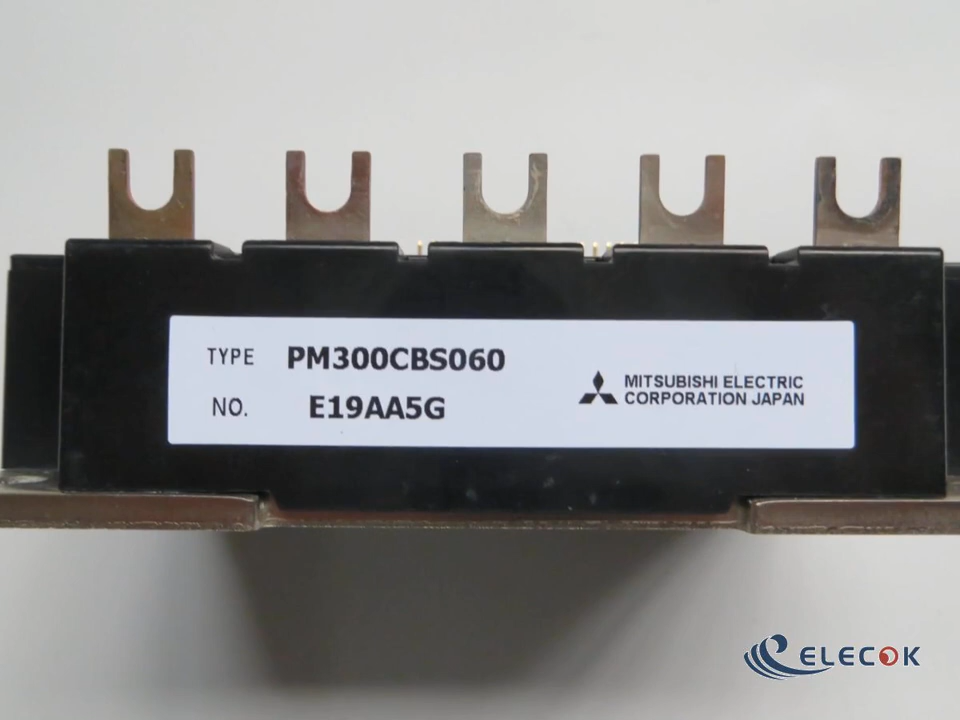 TYPE PM300CBS060
NO. E19AA5G
MITSUBISHI ELECTRIC
CORPORATION JAPAN
ELECOK